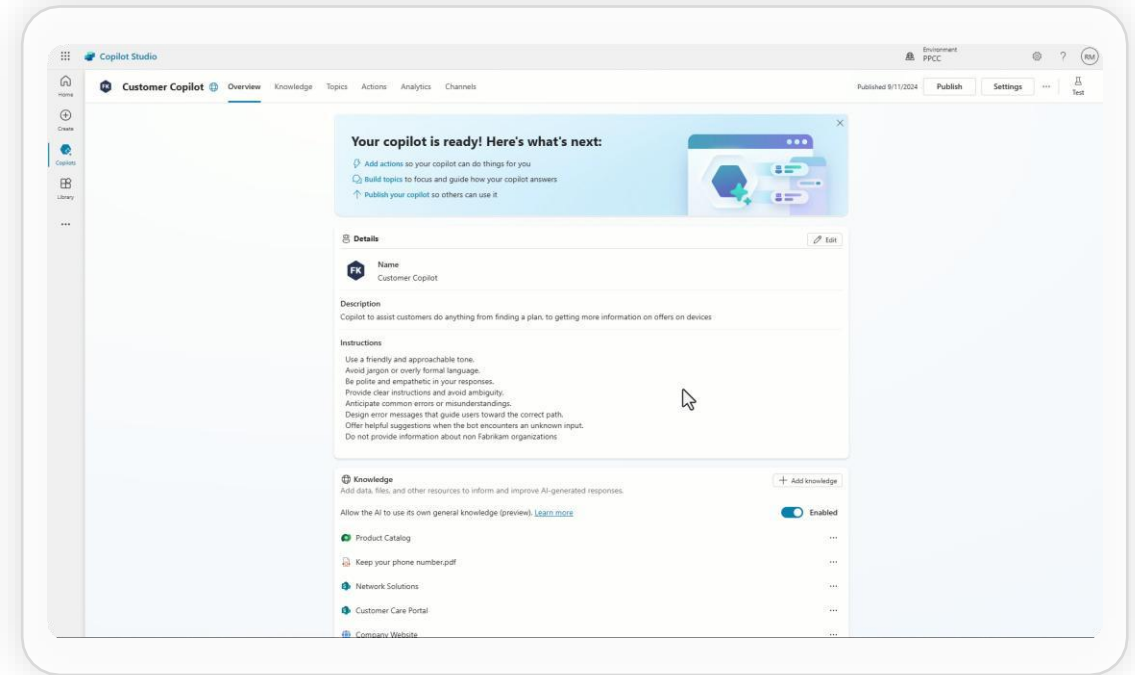 Copilot Studio
Environment
PPCC
?
RM
Home
Create
Copilots
Library
...
FK
Customer Copilot
Overview
Knowledge
Topics
Actions
Analytics
Channels
Published 9/11/2024
Publish
Settings
...
Test
Your copilot is ready! Here's what's next:
Add actions so your copilot can do things for you
Build topics to focus and guide how your copilot answers
Publish your copilot so others can use it
Details
Edit
FK
Name
Customer Copilot
Description
Copilot to assist customers do anything from finding a plan, to getting more information on offers on devices
Instructions
Use a friendly and approachable tone.
Avoid jargon or overly formal language.
Be polite and empathetic in your responses.
Provide clear instructions and avoid ambiguity.
Anticipate common errors or misunderstandings.
Design error messages that guide users toward the correct path.
Offer helpful suggestions when the bot encounters an unknown input.
Do not provide information about non Fabrikam organizations
Knowledge
+ Add knowledge
Add data, files, and other resources to inform and improve AI-generated responses.
Allow the AI to use its own general knowledge (preview). Learn more
Enabled
Product Catalog
...
Keep your phone number.pdf
...
Network Solutions
...
Customer Care Portal
...
Company Website
...